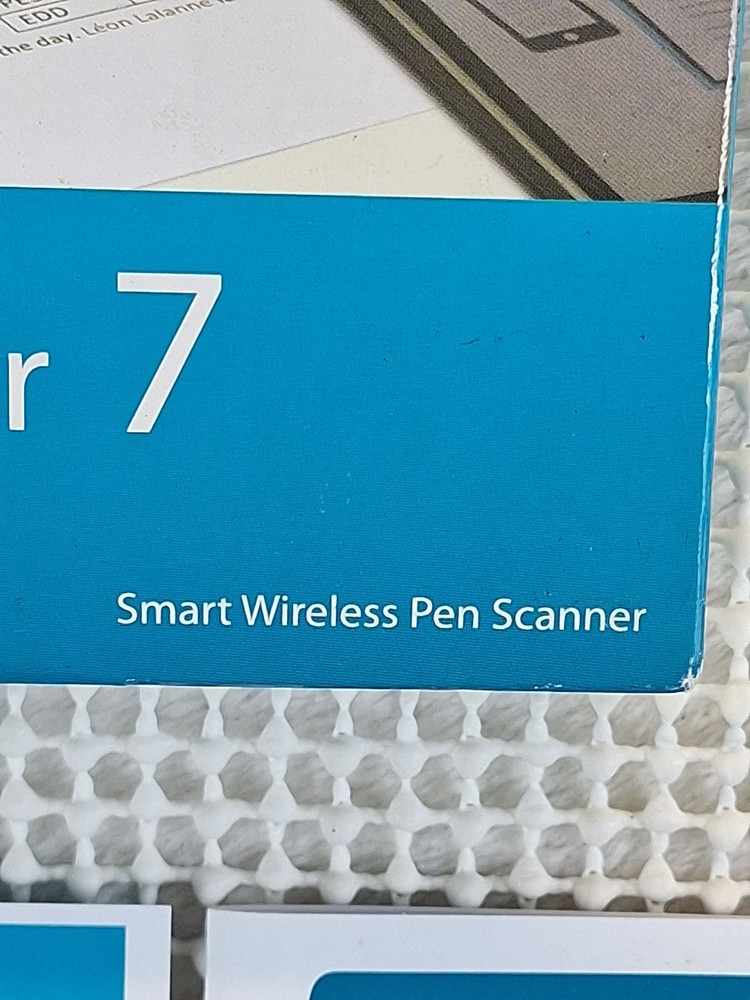 EDD
the day. Léon Lalanne
r 7
Smart Wireless Pen Scanner